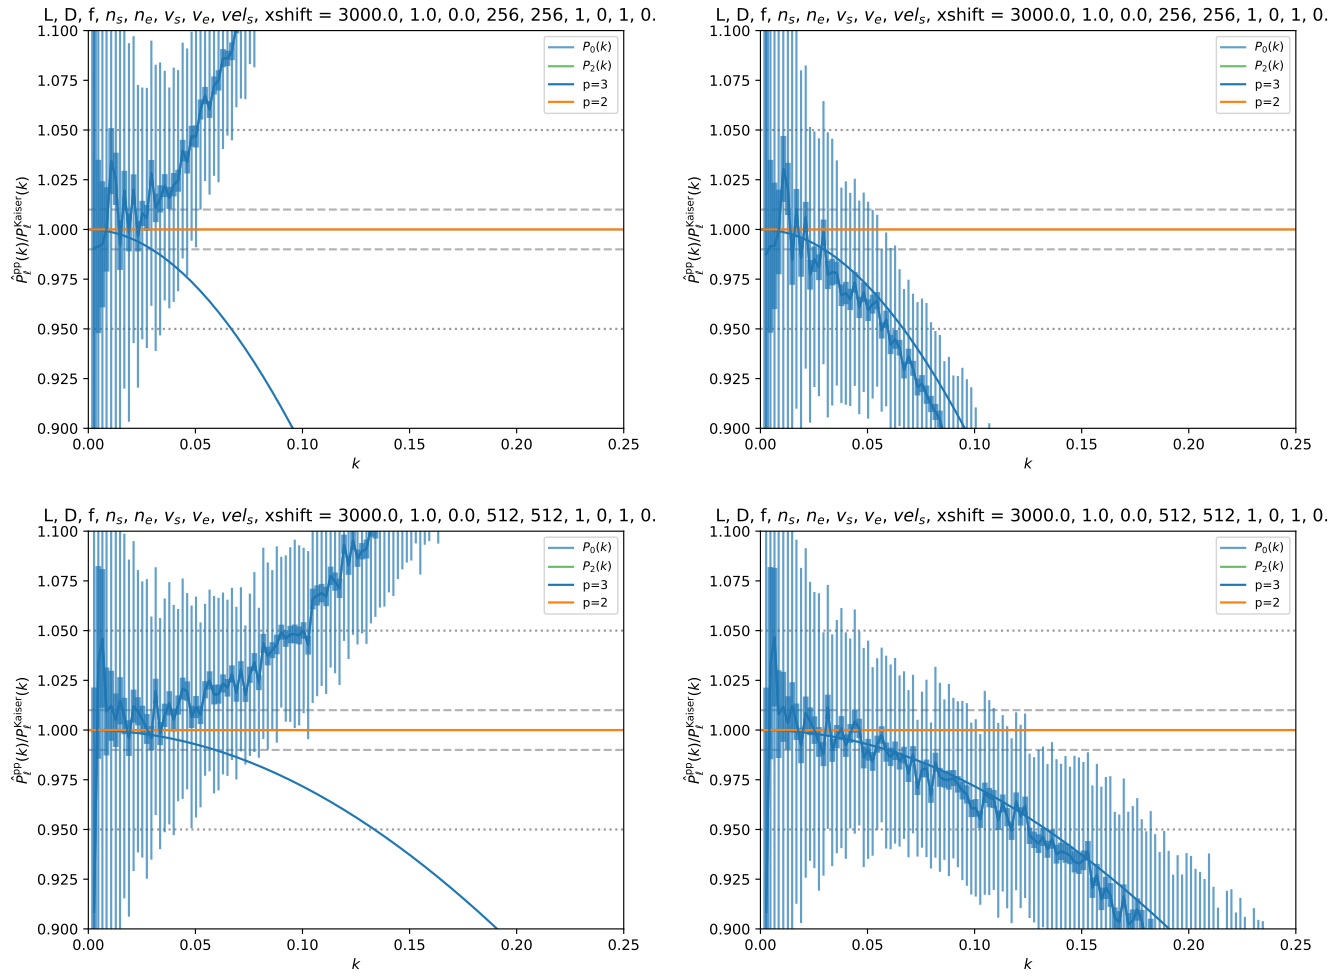 L, D, f, n_s, n_e, v_s, v_e, vel_s, xshift = 3000.0, 1.0, 0.0, 256, 256, 1, 0, 1, 0.
1.100
1.075
1.050
1.025
1.000
0.975
0.950
0.925
0.900
P̂_ℓ^pp(k)/P_ℓ^Kaiser(k)
P_0(k)
P_2(k)
p=3
p=2
0.00 0.05 0.10 0.15 0.20 0.25
k
L, D, f, n_s, n_e, v_s, v_e, vel_s, xshift = 3000.0, 1.0, 0.0, 256, 256, 1, 0, 1, 0.
1.100
1.075
1.050
1.025
1.000
0.975
0.950
0.925
0.900
P̂_ℓ^pp(k)/P_ℓ^Kaiser(k)
P_0(k)
P_2(k)
p=3
p=2
0.00 0.05 0.10 0.15 0.20 0.25
k
L, D, f, n_s, n_e, v_s, v_e, vel_s, xshift = 3000.0, 1.0, 0.0, 512, 512, 1, 0, 1, 0.
1.100
1.075
1.050
1.025
1.000
0.975
0.950
0.925
0.900
P̂_ℓ^pp(k)/P_ℓ^Kaiser(k)
P_0(k)
P_2(k)
p=3
p=2
0.00 0.05 0.10 0.15 0.20 0.25
k
L, D, f, n_s, n_e, v_s, v_e, vel_s, xshift = 3000.0, 1.0, 0.0, 512, 512, 1, 0, 1, 0.
1.100
1.075
1.050
1.025
1.000
0.975
0.950
0.925
0.900
P̂_ℓ^pp(k)/P_ℓ^Kaiser(k)
P_0(k)
P_2(k)
p=3
p=2
0.00 0.05 0.10 0.15 0.20 0.25
k